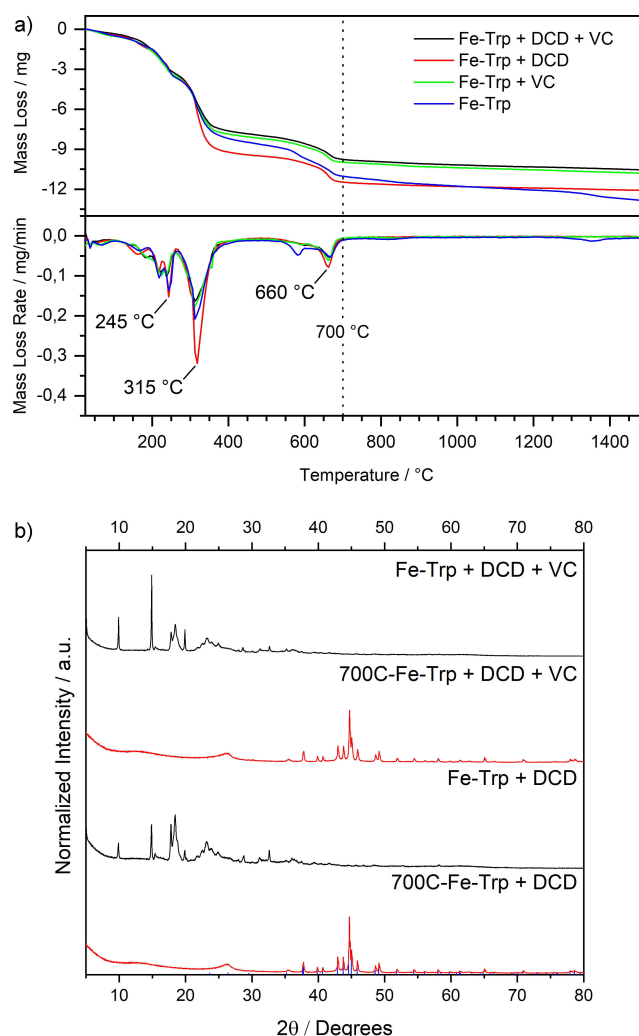 a)
0
-3
-6
-9
-12
Mass Loss / mg
Fe-Trp + DCD + VC
Fe-Trp + DCD
Fe-Trp + VC
Fe-Trp
0,0
-0,1
-0,2
-0,3
-0,4
Mass Loss Rate / mg/min
245 °C
315 °C
660 °C
700 °C
200 400 600 800 1000 1200 1400
Temperature / °C
b)
10 20 30 40 50 60 70 80
Fe-Trp + DCD + VC
700C-Fe-Trp + DCD + VC
Fe-Trp + DCD
700C-Fe-Trp + DCD
Normalized Intensity / a.u.
10 20 30 40 50 60 70 80
2θ / Degrees